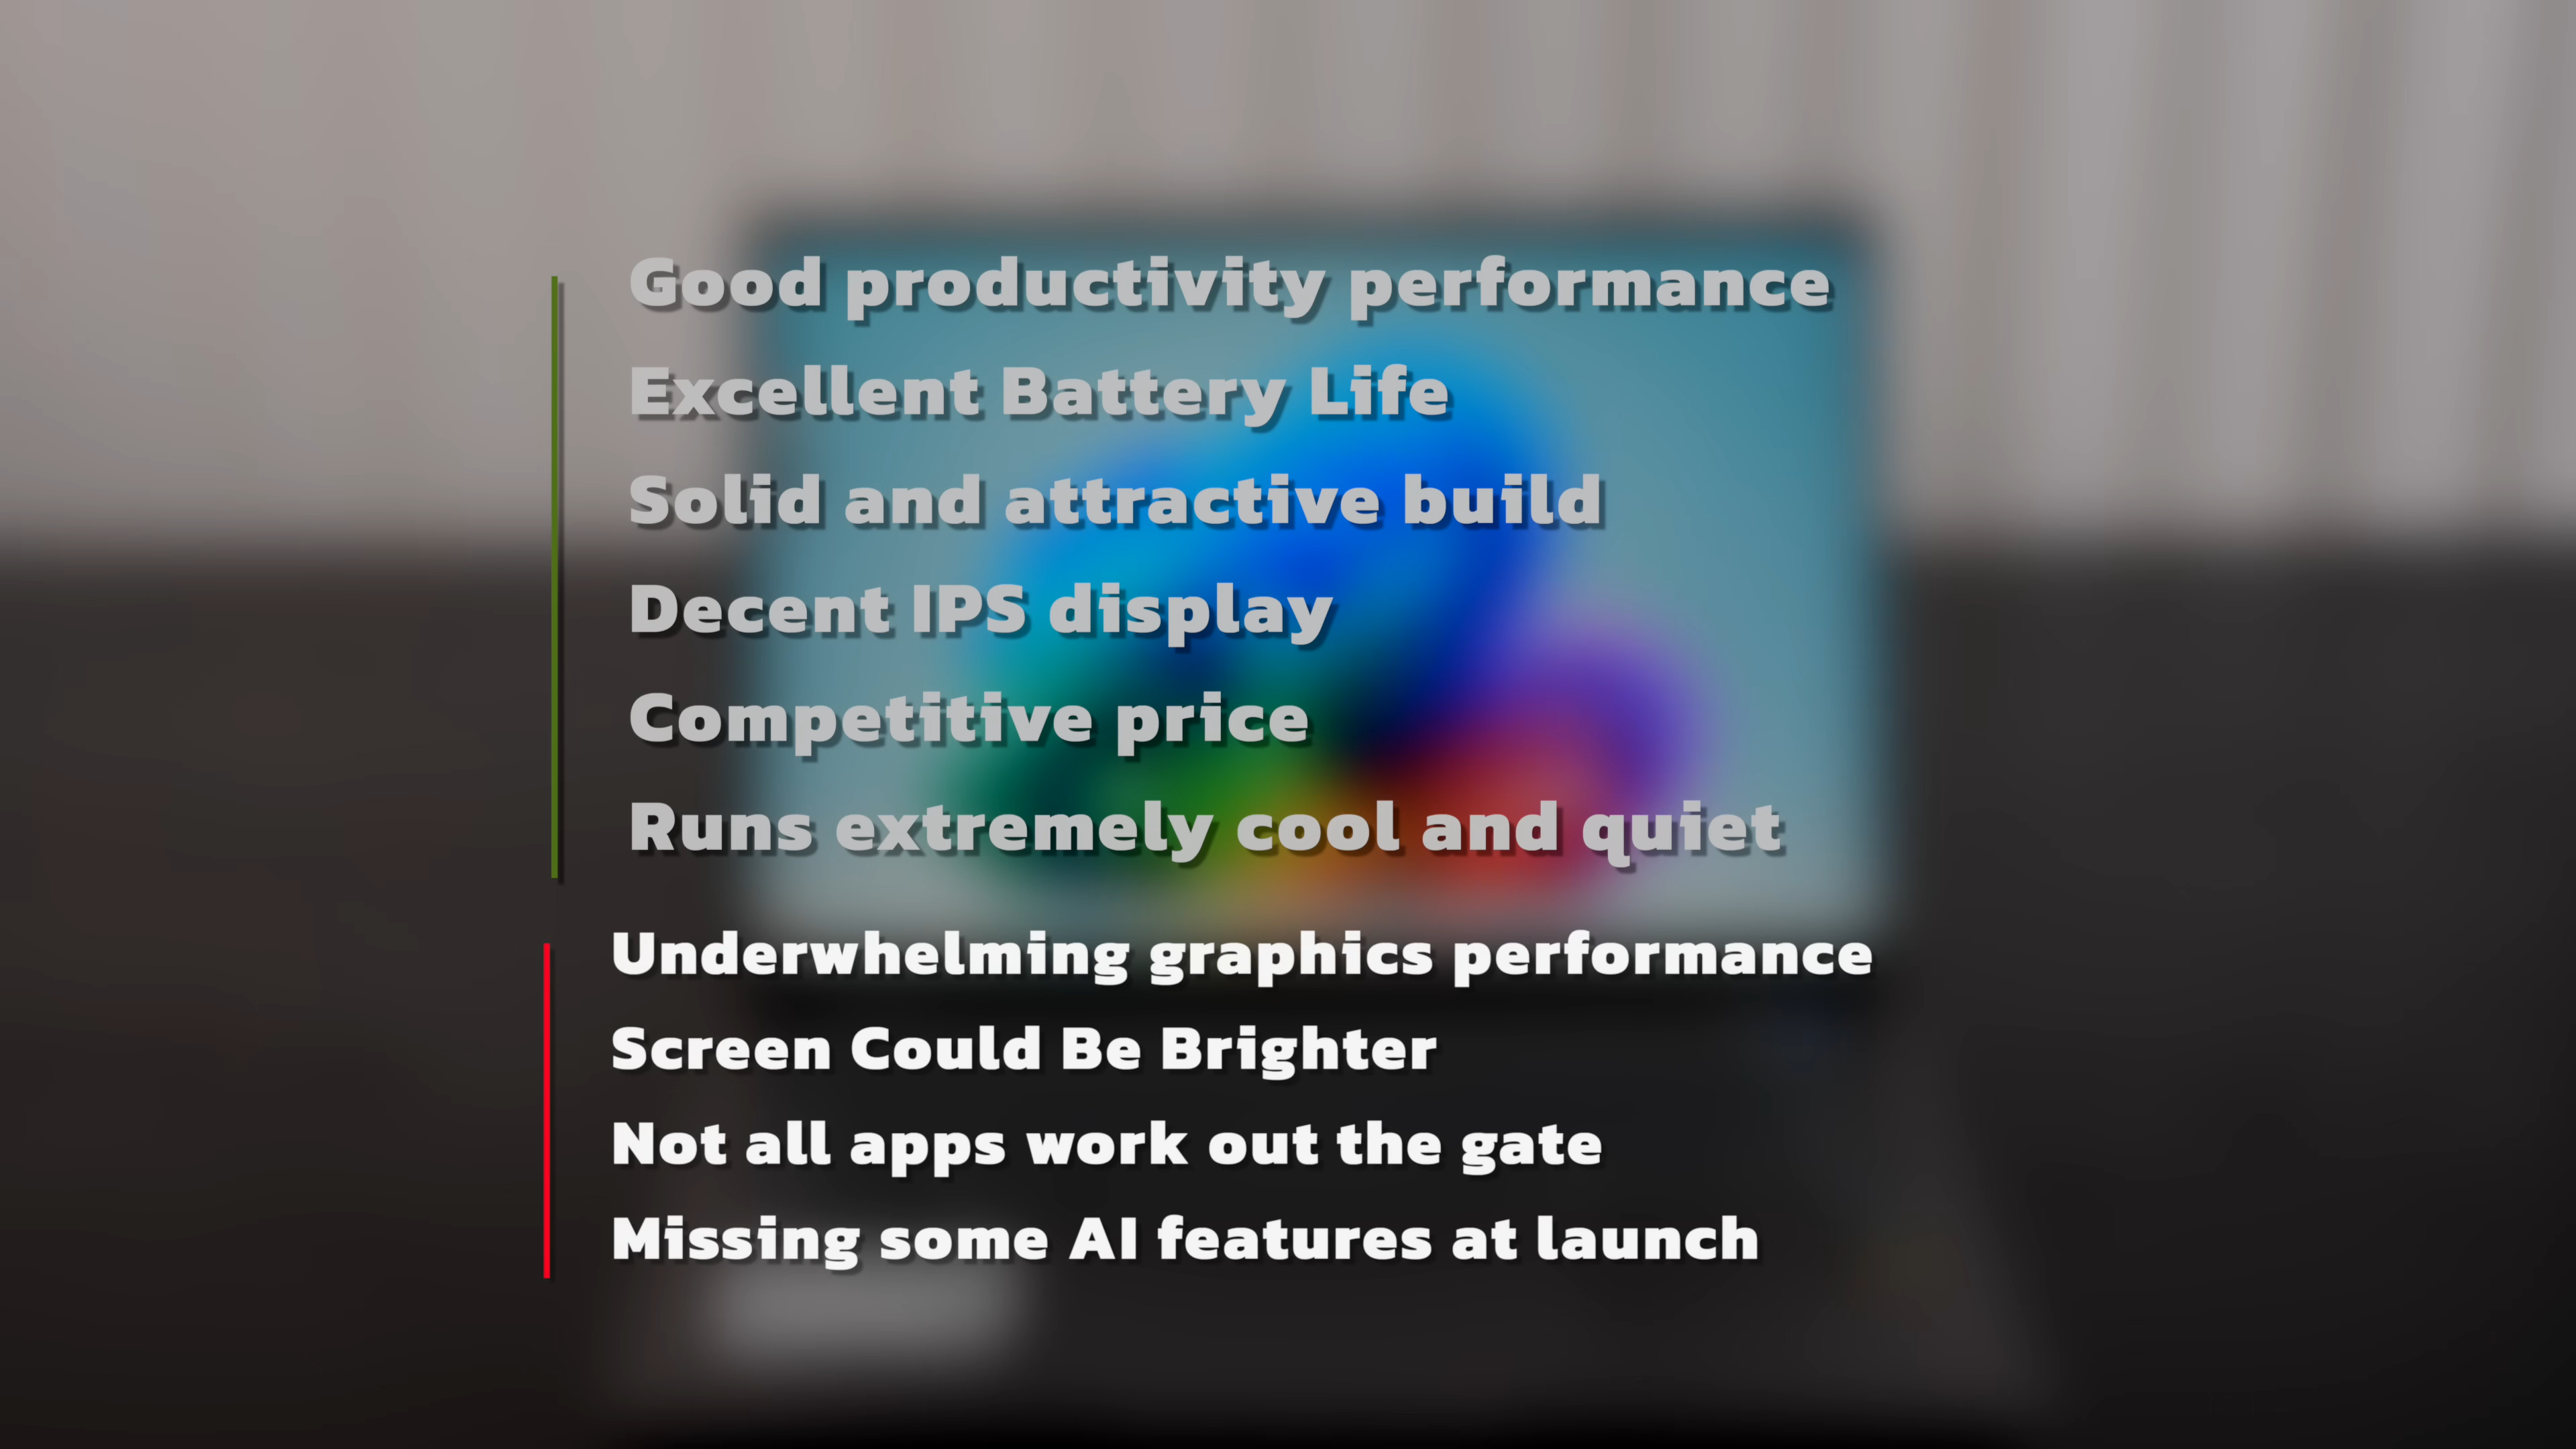 Good productivity performance
Excellent Battery Life
Solid and attractive build
Decent IPS display
Competitive price
Runs extremely cool and quiet
Underwhelming graphics performance
Screen Could Be Brighter
Not all apps work out the gate
Missing some AI features at launch